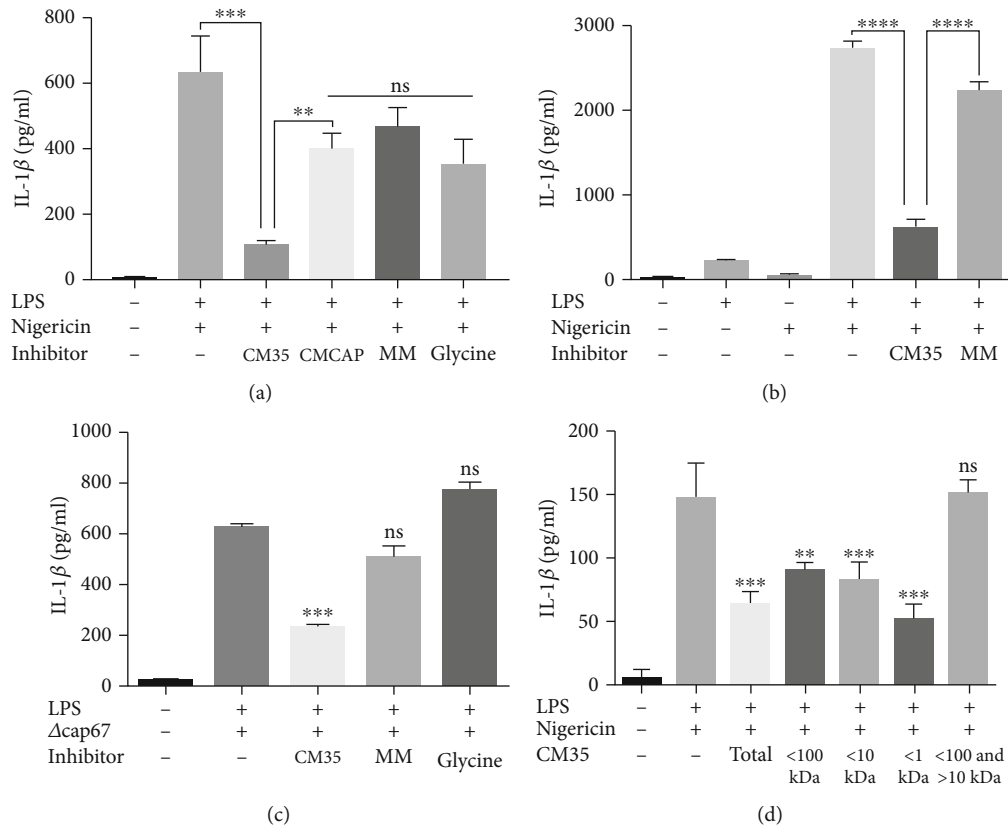 IL-1β (pg/ml)
800
600
400
200
0
***
**
ns
LPS – + + + + +
Nigericin – + + + + +
Inhibitor – – CM35 CMCAP MM Glycine
(a)
IL-1β (pg/ml)
3000
2000
1000
0
****
****
LPS – + – + + +
Nigericin – – + + + +
Inhibitor – – – – CM35 MM
(b)
IL-1β (pg/ml)
1000
800
600
400
200
0
***
ns
ns
LPS – + + + +
Δcap67 – + + + +
Inhibitor – – CM35 MM Glycine
(c)
IL-1β (pg/ml)
200
150
100
50
0
***
**
***
***
ns
LPS – + + + + + +
Nigericin – + + + + + +
CM35 – – Total <100 <10 <1 <100 and
kDa kDa kDa >10 kDa
(d)